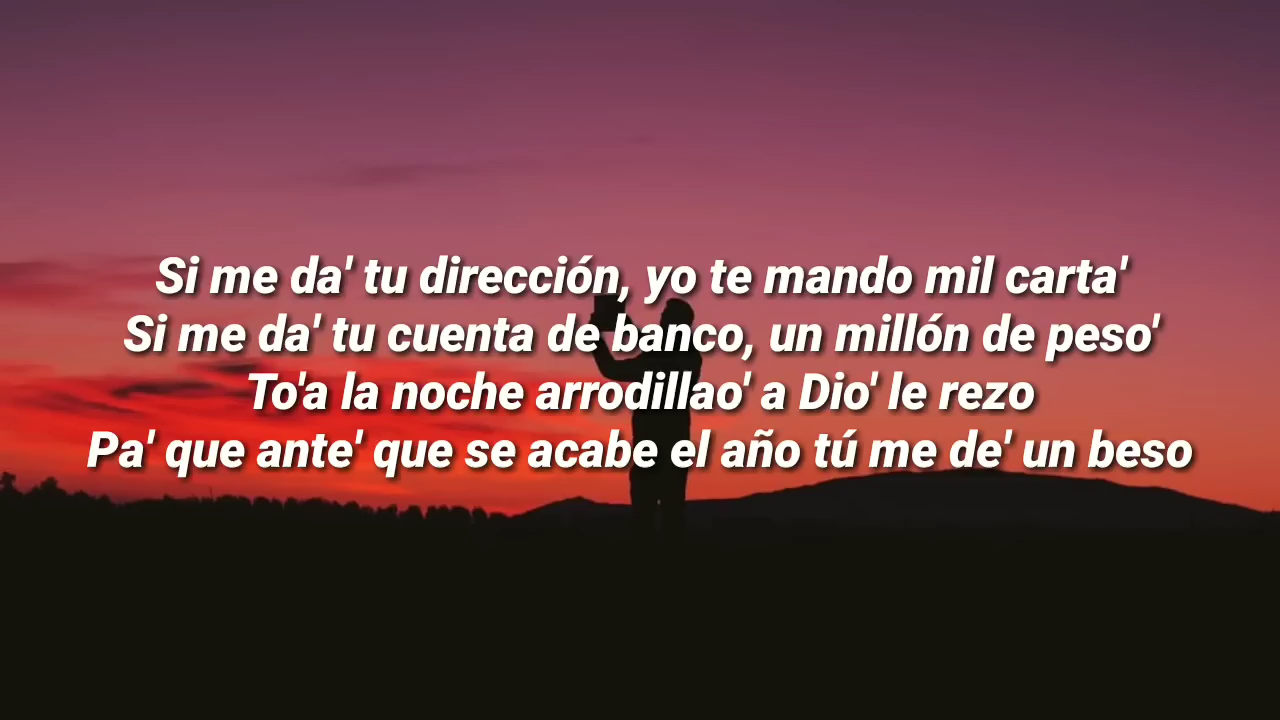 Si me da' tu dirección, yo te mando mil carta'
Si me da' tu cuenta de banco, un millón de peso'
To'a la noche arrodillao' a Dio' le rezo
Pa' que ante' que se acabe el año tú me de' un beso